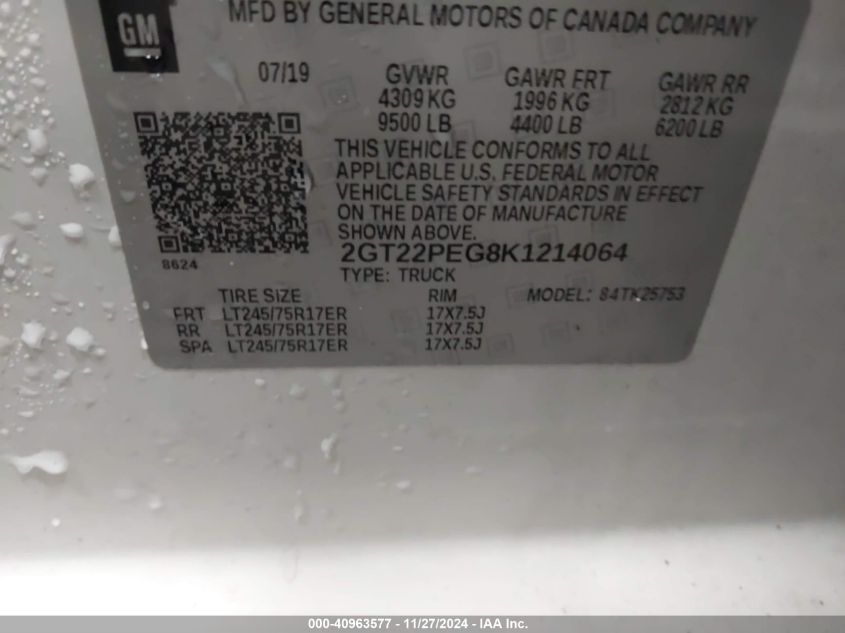 GM
MFD BY GENERAL MOTORS OF CANADA COMPANY
07/19 GVWR GAWR FRT GAWR RR
4309 KG 1996 KG 2812 KG
9500 LB 4400 LB 6200 LB
THIS VEHICLE CONFORMS TO ALL
APPLICABLE U.S. FEDERAL MOTOR
VEHICLE SAFETY STANDARDS IN EFFECT
ON THE DATE OF MANUFACTURE
SHOWN ABOVE.
8624
2GT22PEG8K1214064
TYPE: TRUCK
TIRE SIZE RIM MODEL: 84TK25753
FRT LT245/75R17ER 17X7.5J
RR LT245/75R17ER 17X7.5J
SPA LT245/75R17ER 17X7.5J
000-40963577 - 11/27/2024 - IAA Inc.